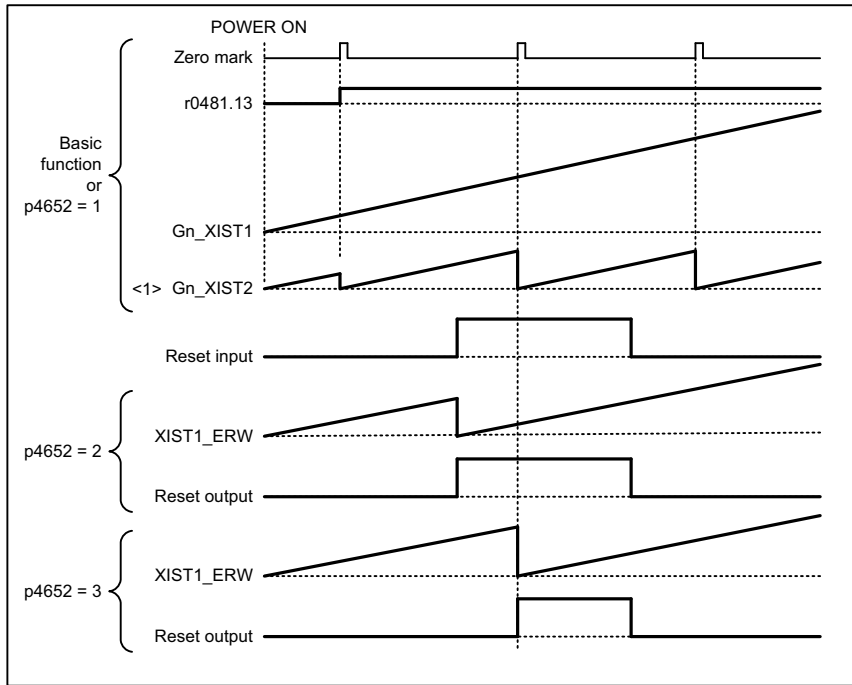 POWER ON
Zero mark
r0481.13
Basic
function
or
p4652 = 1
Gn_XIST1
<1> Gn_XIST2
Reset input
XIST1_ERW
p4652 = 2
Reset output
XIST1_ERW
p4652 = 3
Reset output